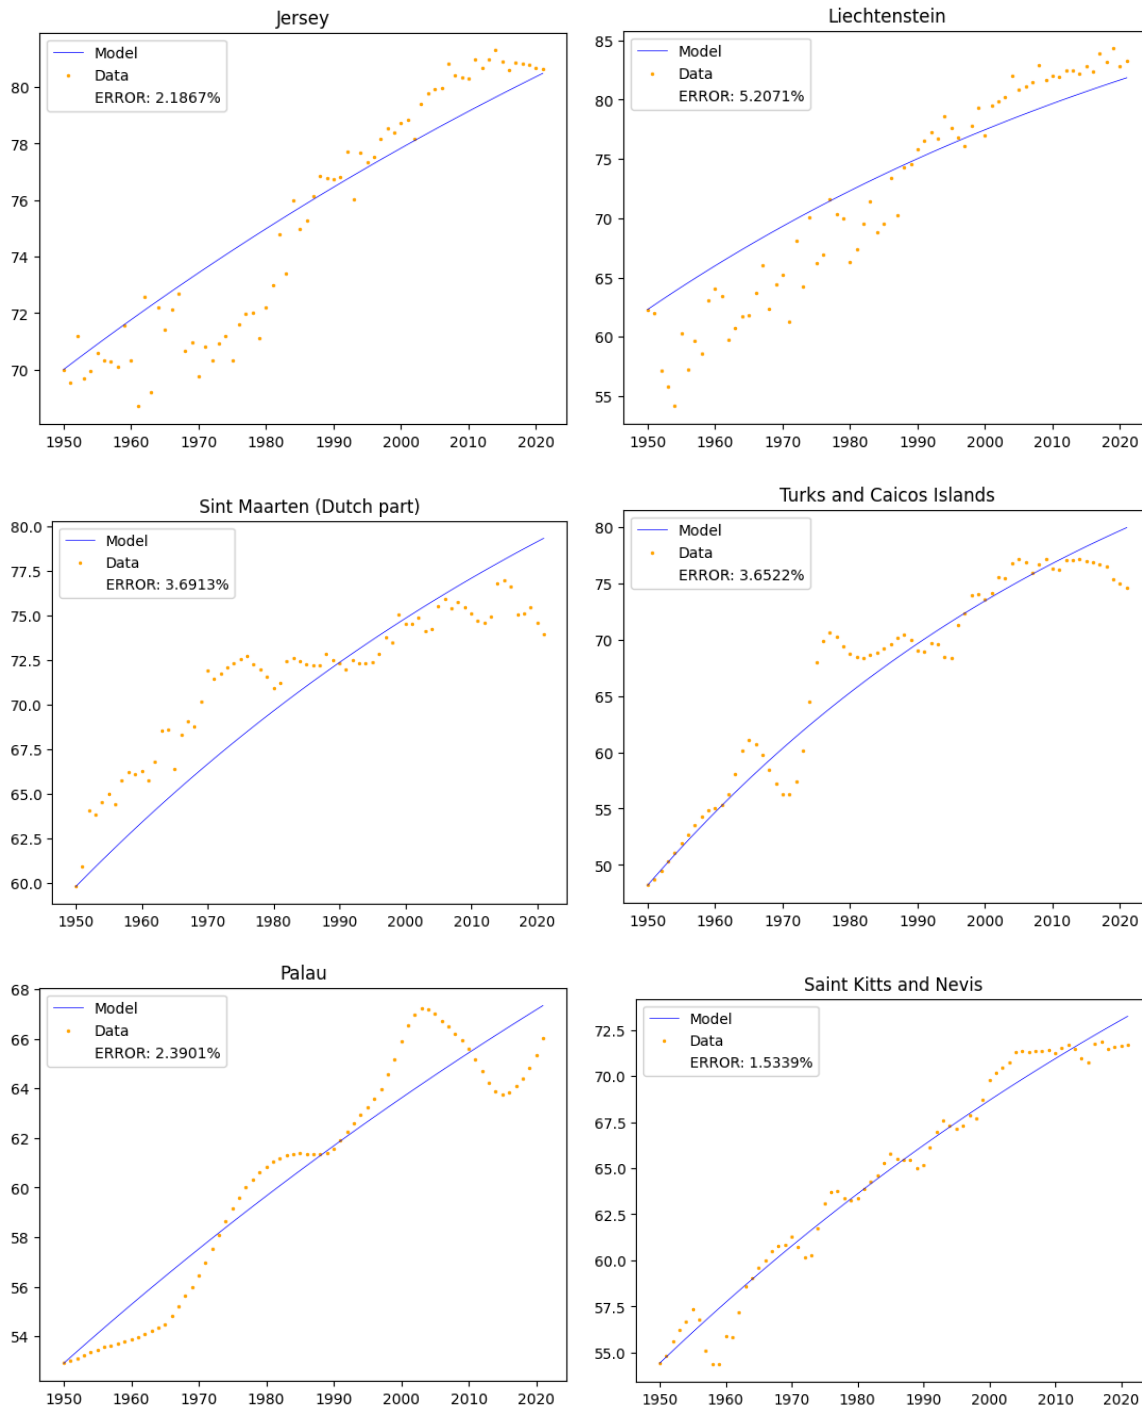 Jersey
Model
Data
ERROR: 2.1867%
80
78
76
74
72
70
1950 1960 1970 1980 1990 2000 2010 2020
Liechtenstein
Model
Data
ERROR: 5.2071%
85
80
75
70
65
60
55
1950 1960 1970 1980 1990 2000 2010 2020
Sint Maarten (Dutch part)
Model
Data
ERROR: 3.6913%
80.0
77.5
75.0
72.5
70.0
67.5
65.0
62.5
60.0
1950 1960 1970 1980 1990 2000 2010 2020
Turks and Caicos Islands
Model
Data
ERROR: 3.6522%
80
75
70
65
60
55
50
1950 1960 1970 1980 1990 2000 2010 2020
Palau
Model
Data
ERROR: 2.3901%
68
66
64
62
60
58
56
54
1950 1960 1970 1980 1990 2000 2010 2020
Saint Kitts and Nevis
Model
Data
ERROR: 1.5339%
72.5
70.0
67.5
65.0
62.5
60.0
57.5
55.0
1950 1960 1970 1980 1990 2000 2010 2020